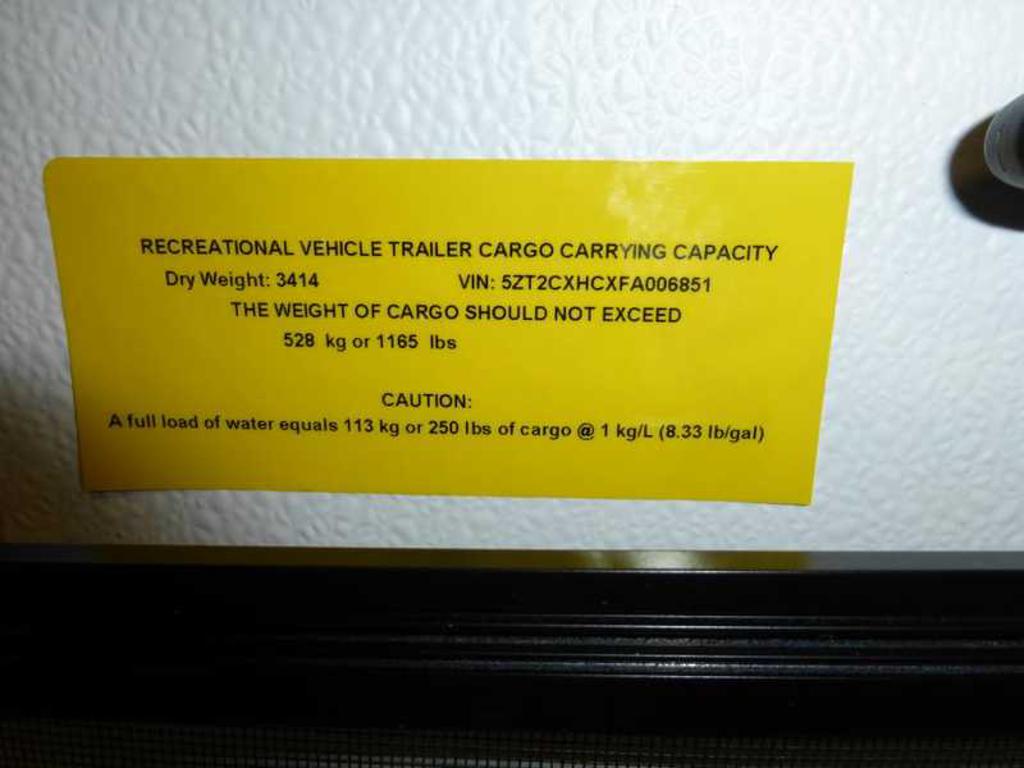 RECREATIONAL VEHICLE TRAILER CARGO CARRYING CAPACITY
Dry Weight: 3414 VIN: 5ZT2CXHCXFA006851
THE WEIGHT OF CARGO SHOULD NOT EXCEED
528 kg or 1165 lbs
CAUTION:
A full load of water equals 113 kg or 250 lbs of cargo @ 1 kg/L (8.33 lb/gal)